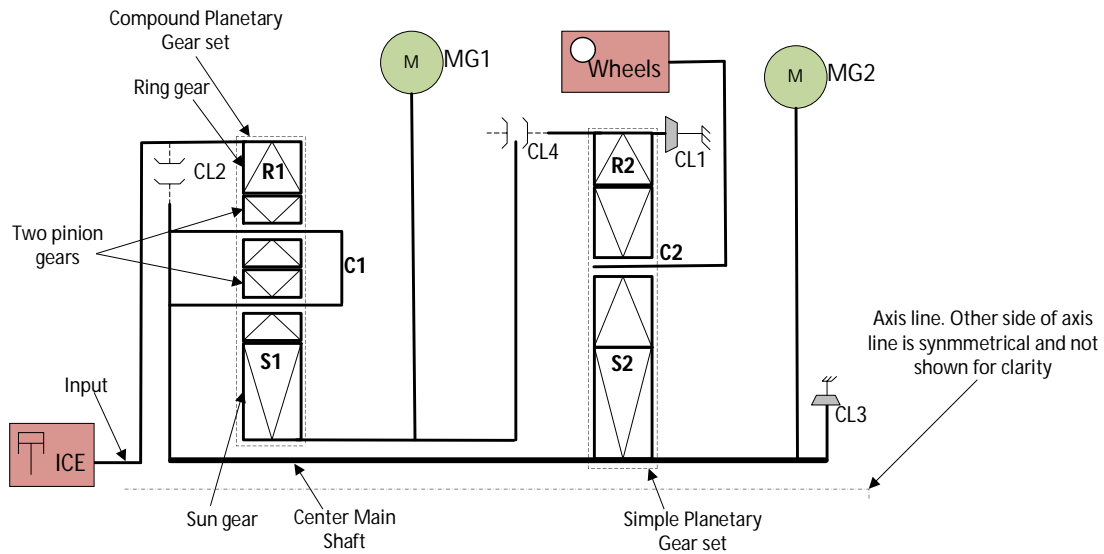 Compound Planetary
Gear set
Ring gear
M
MG1
Wheels
M
MG2
CL2
R1
CL4
R2
CL1
Two pinion
gears
C1
C2
Axis line. Other side of axis
line is synmmetrical and not
shown for clarity
S1
S2
Input
CL3
ICE
Sun gear
Center Main
Shaft
Simple Planetary
Gear set